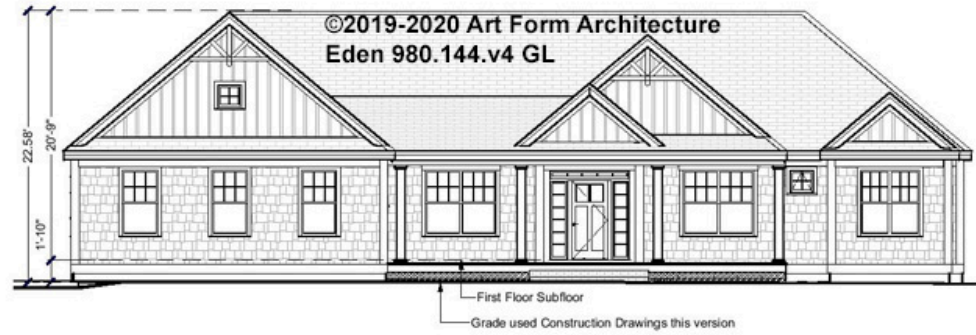 ©2019-2020 Art Form Architecture
Eden 980.144.v4 GL
22.58'
20'-9"
1'-10"
First Floor Subfloor
Grade used Construction Drawings this version